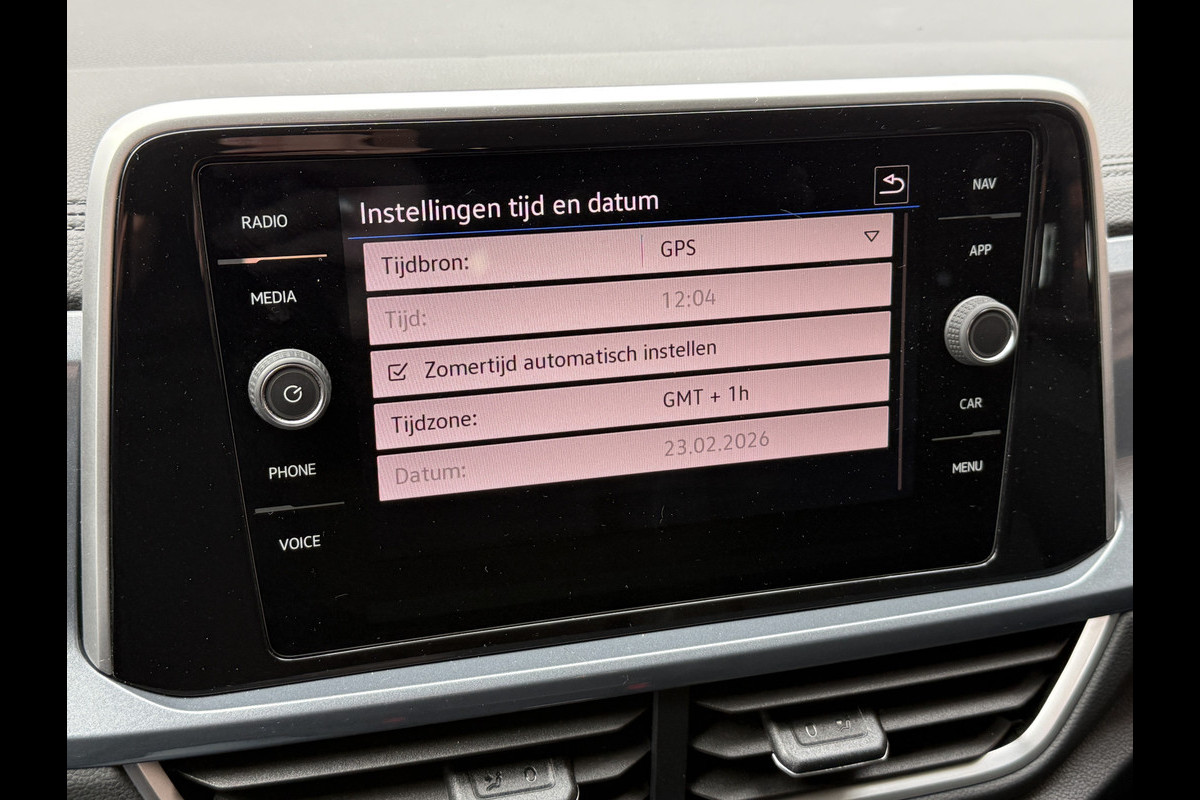 RADIO
MEDIA
PHONE
VOICE
Instellingen tijd en datum
Tijdbron: GPS
Tijd: 12:04
Zomertijd automatisch instellen
Tijdzone: GMT + 1h
Datum: 23.02.2026
NAV
APP
CAR
MENU